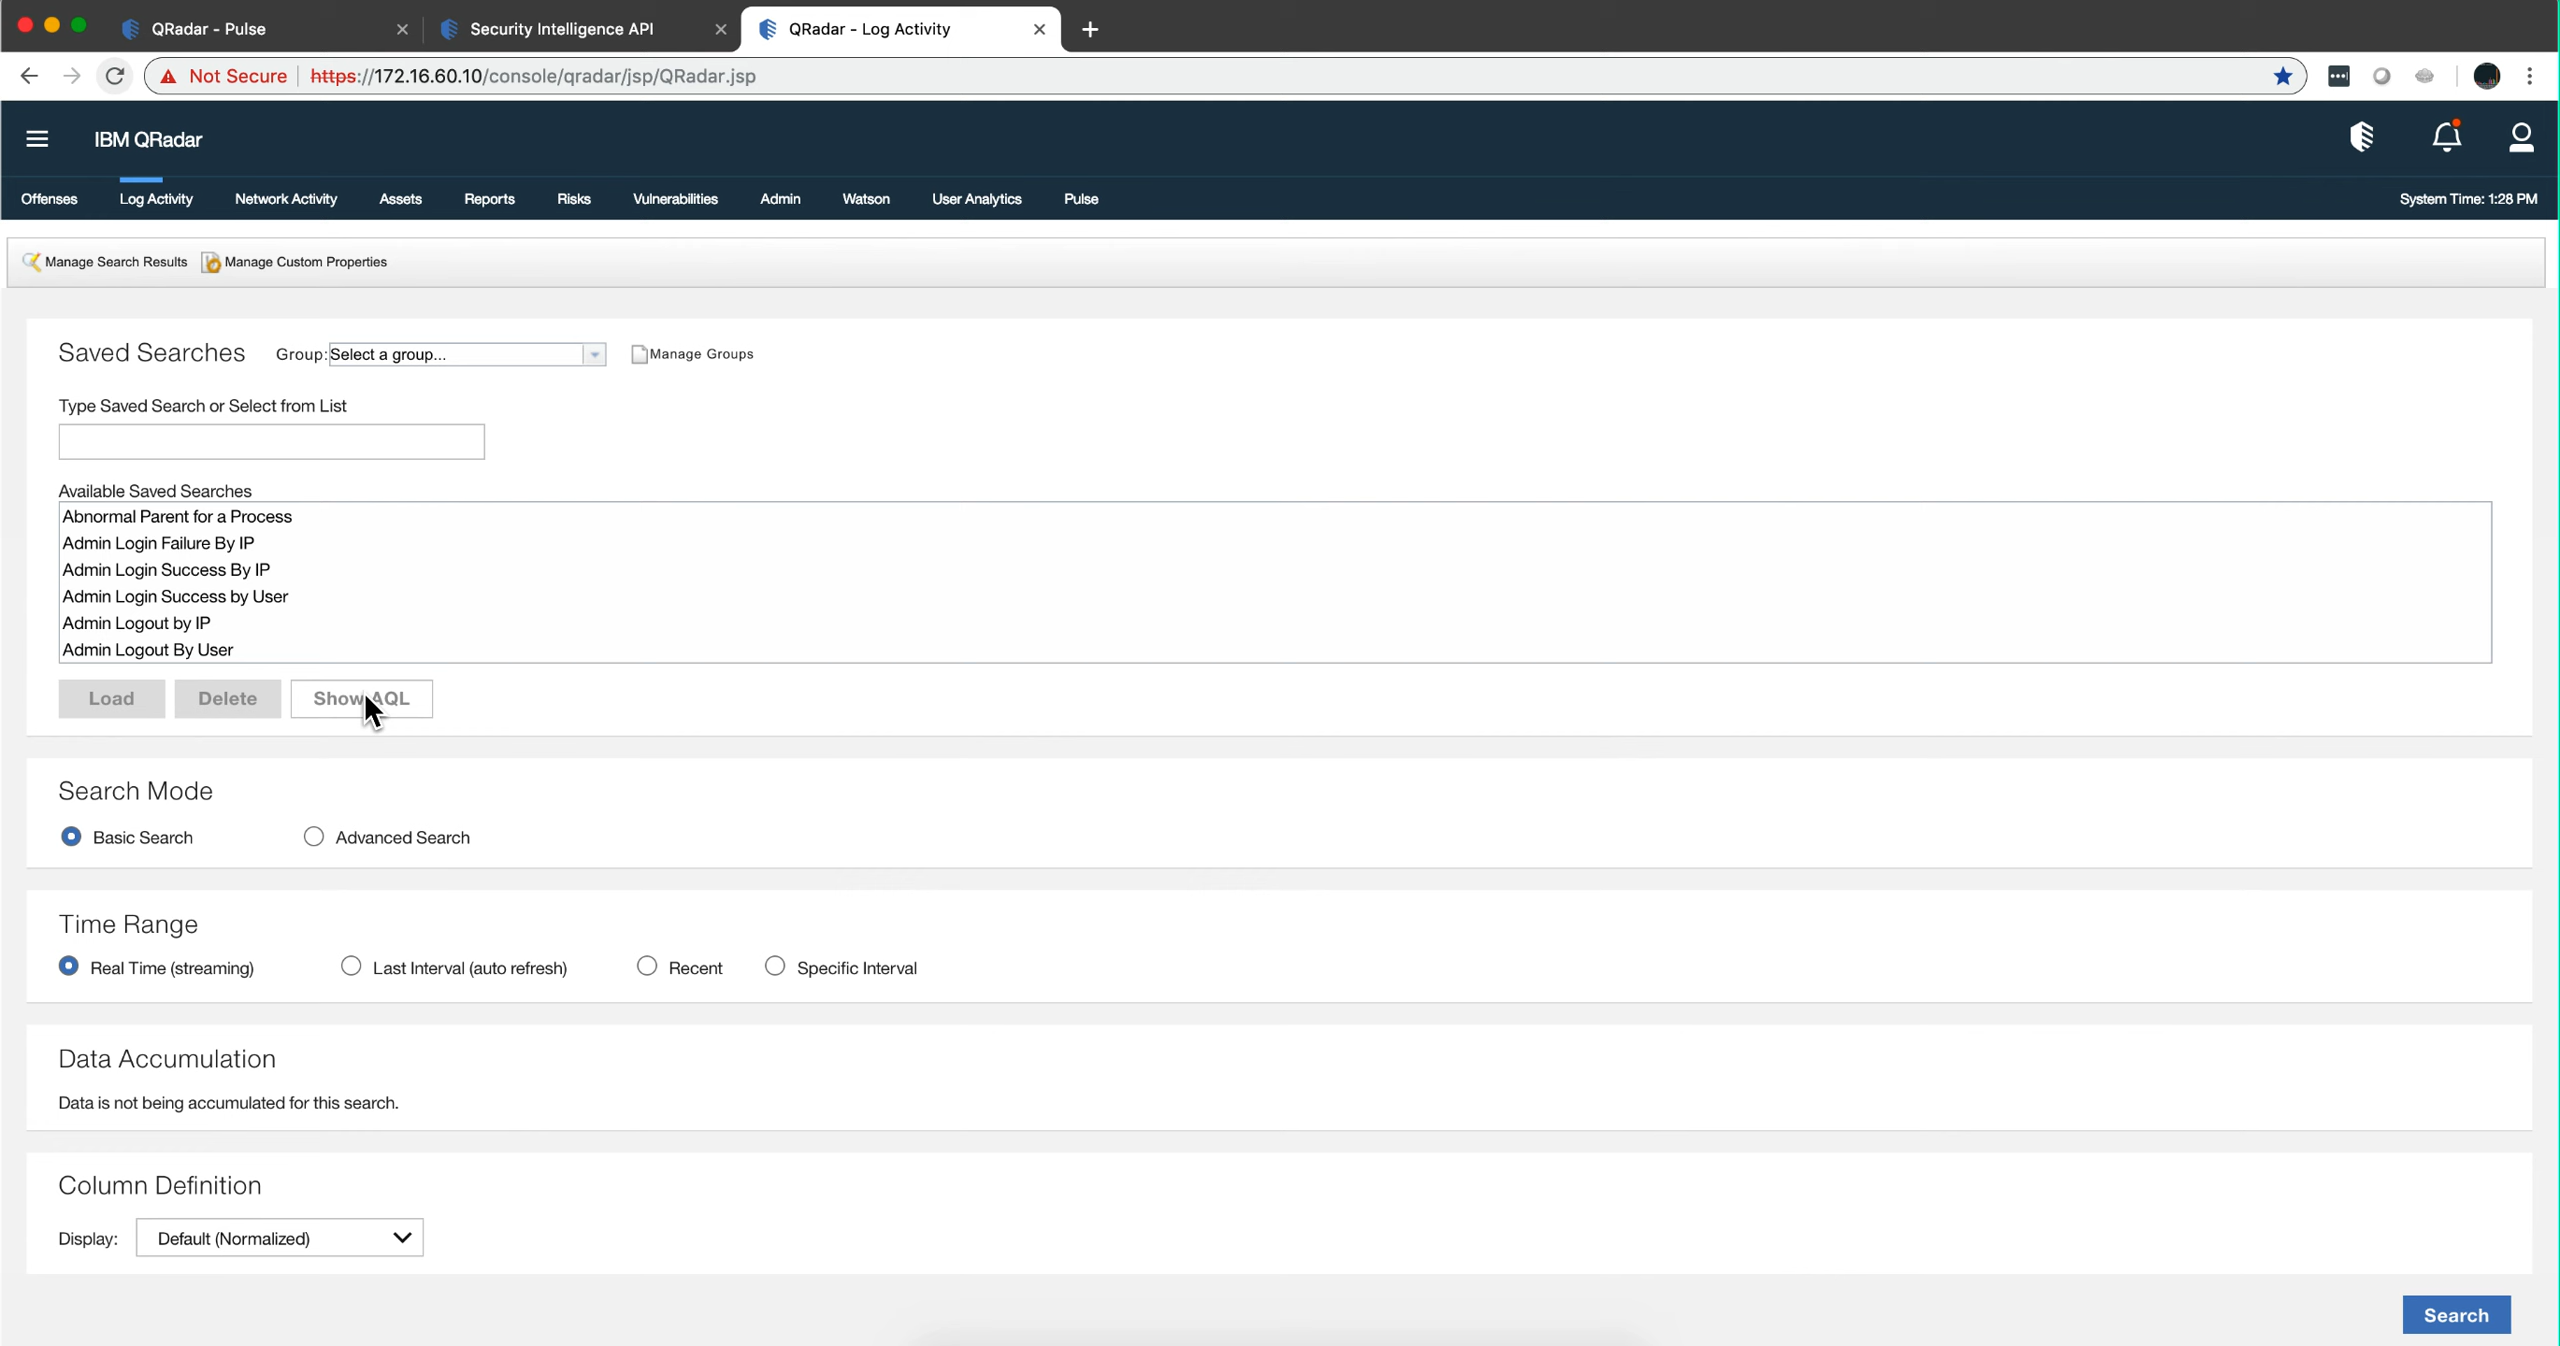 QRadar - Pulse
Security Intelligence API
QRadar - Log Activity
Not Secure https://172.16.60.10/console/qradar/jsp/QRadar.jsp
IBM QRadar
Offenses Log Activity Network Activity Assets Reports Risks Vulnerabilities Admin Watson User Analytics Pulse System Time: 1:28 PM
Manage Search Results Manage Custom Properties
Saved Searches Group: Select a group... Manage Groups
Type Saved Search or Select from List
Available Saved Searches
Abnormal Parent for a Process
Admin Login Failure By IP
Admin Login Success By IP
Admin Login Success by User
Admin Logout by IP
Admin Logout By User
Load Delete Show AQL
Search Mode
Basic Search Advanced Search
Time Range
Real Time (streaming) Last Interval (auto refresh) Recent Specific Interval
Data Accumulation
Data is not being accumulated for this search.
Column Definition
Display: Default (Normalized)
Search